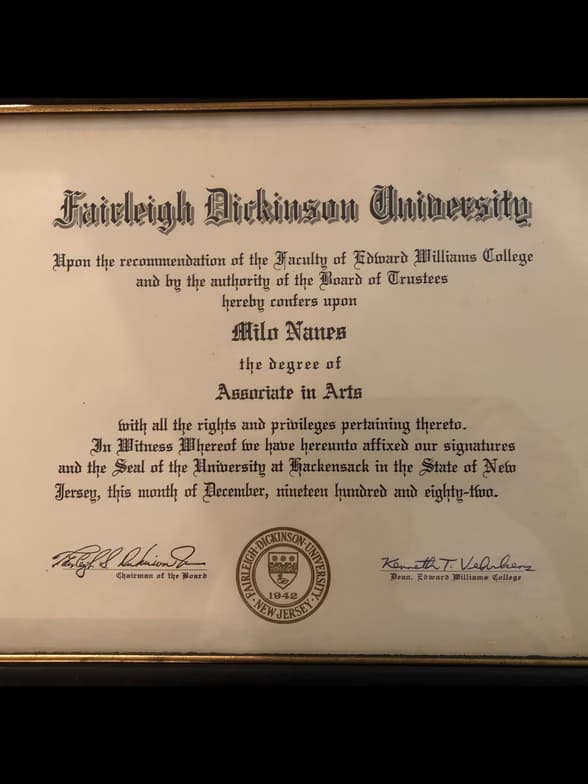 Fairleigh Dickinson University
Upon the recommendation of the Faculty of Edward Williams College
and by the authority of the Board of Trustees
hereby confers upon
Milo Nanes
the degree of
Associate in Arts
with all the rights and privileges pertaining thereto.
In Witness Whereof we have hereunto affixed our signatures
and the Seal of the University at Hackensack in the State of New
Jersey, this month of December, nineteen hundred and eighty-two.
Chairman of the Board
FAIRLEIGH·DICKINSON·UNIVERSITY
1942
NEW JERSEY
Kenneth T.
Dean, Edward Williams College